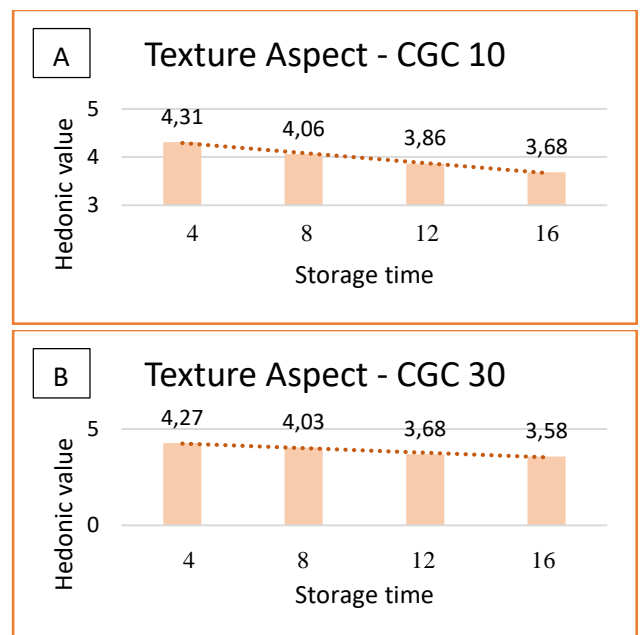 A
Texture Aspect - CGC 10
Hedonic value
5
4
3
4,31
4,06
3,86
3,68
4 8 12 16
Storage time
B
Texture Aspect - CGC 30
Hedonic value
5
0
4,27
4,03
3,68
3,58
4 8 12 16
Storage time